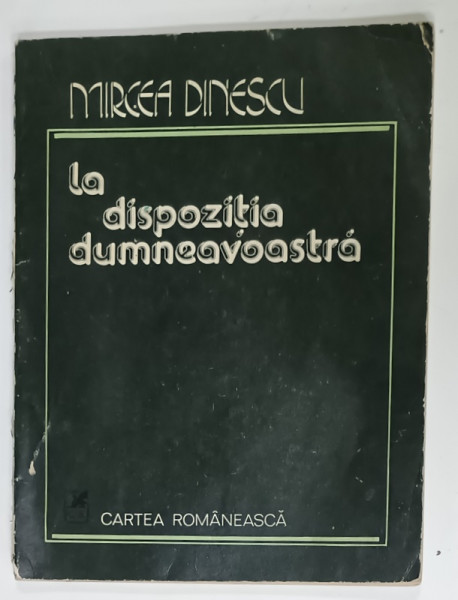 MIRCEA DINESCU
la
dispoziția
dumneavoastră
CARTEA ROMÂNEASCĂ